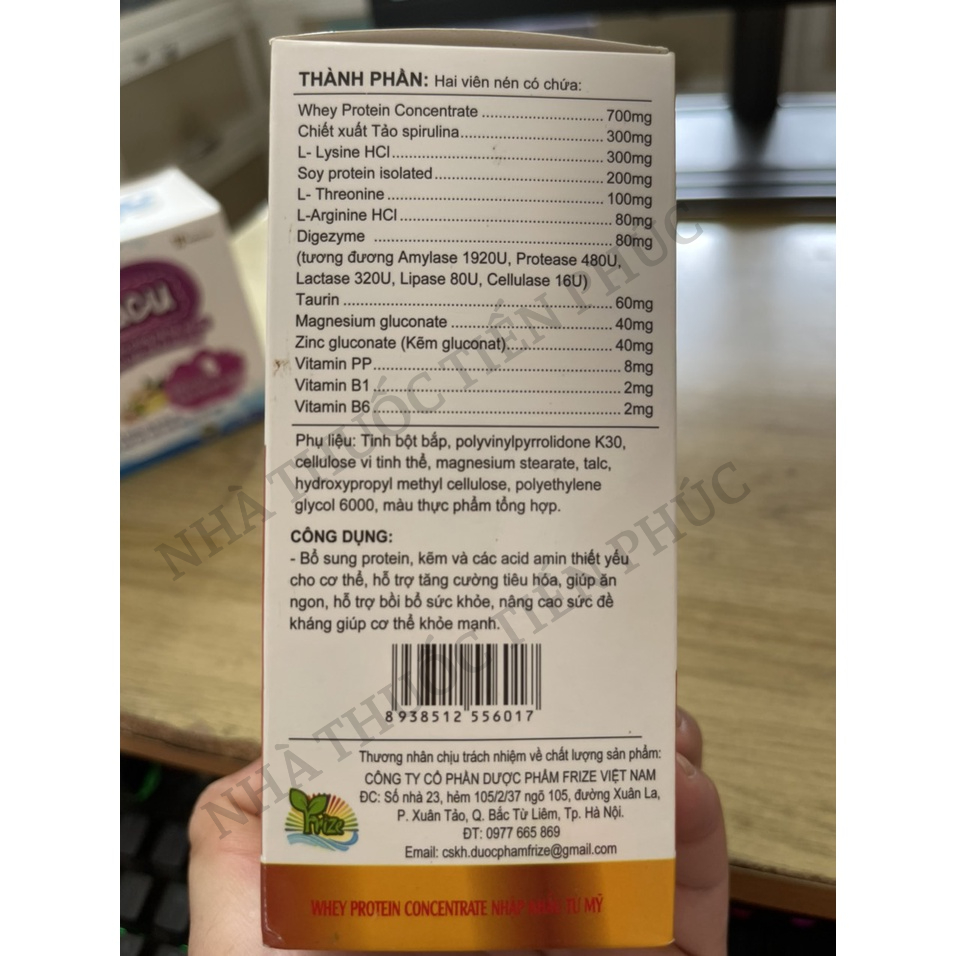 THÀNH PHẦN: Hai viên nén có chứa:
Whey Protein Concentrate ........ 700mg
Chiết xuất Tảo spirulina ........ 300mg
L- Lysine HCl ........ 300mg
Soy protein isolated ........ 200mg
L- Threonine ........ 100mg
L-Arginine HCl ........ 80mg
Digezyme ........ 80mg
(tương đương Amylase 1920U, Protease 480U,
Lactase 320U, Lipase 80U, Cellulase 16U)
Taurin ........ 60mg
Magnesium gluconate ........ 40mg
Zinc gluconate (Kẽm gluconat) ........ 40mg
Vitamin PP ........ 8mg
Vitamin B1 ........ 2mg
Vitamin B6 ........ 2mg
Phụ liệu: Tinh bột bắp, polyvinylpyrrolidone K30,
cellulose vi tinh thể, magnesium stearate, talc,
hydroxypropyl methyl cellulose, polyethylene
glycol 6000, màu thực phẩm tổng hợp.
CÔNG DỤNG:
- Bổ sung protein, kẽm và các acid amin thiết yếu
cho cơ thể, hỗ trợ tăng cường tiêu hóa, giúp ăn
ngon, hỗ trợ bồi bổ sức khỏe, nâng cao sức đề
kháng giúp cơ thể khỏe mạnh.
8938512 556017
Thương nhân chịu trách nhiệm về chất lượng sản phẩm:
CÔNG TY CỔ PHẦN DƯỢC PHẨM FRIZE VIỆT NAM
ĐC: Số nhà 23, hẻm 105/2/37 ngõ 105, đường Xuân La,
P. Xuân Tảo, Q. Bắc Từ Liêm, Tp. Hà Nội.
ĐT: 0977 665 869
Email: cskh.duocphamfrize@gmail.com
Frize
WHEY PROTEIN CONCENTRATE NHẬP KHẨU TỪ MỸ
NHÀ THUỐC TIẾN PHÚC
NHÀ THUỐC TIẾN PHÚC